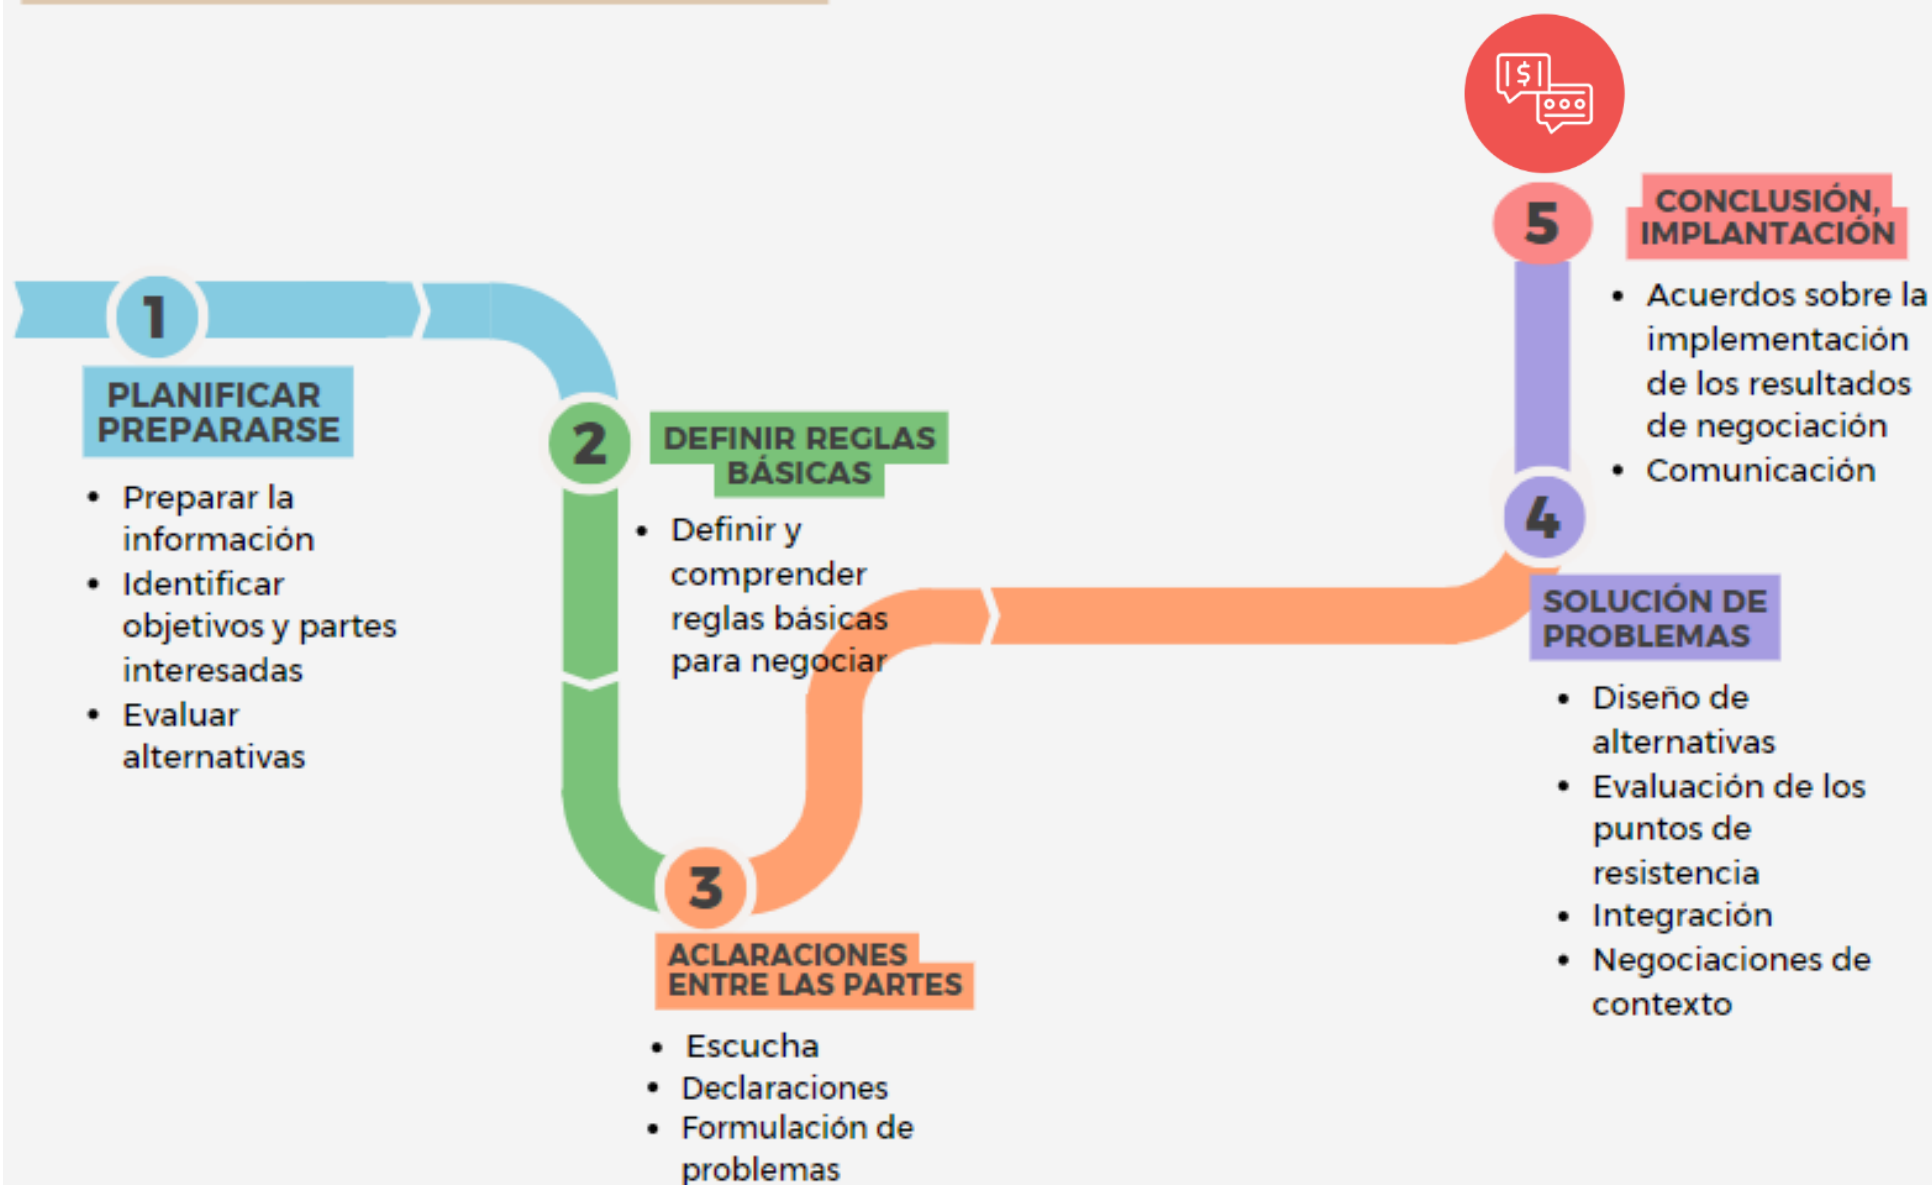 1
PLANIFICAR
PREPARARSE
• Preparar la
información
• Identificar
objetivos y partes
interesadas
• Evaluar
alternativas
2
DEFINIR REGLAS
BÁSICAS
• Definir y
comprender
reglas básicas
para negociar
3
ACLARACIONES
ENTRE LAS PARTES
• Escucha
• Declaraciones
• Formulación de
problemas
4
SOLUCIÓN DE
PROBLEMAS
• Diseño de
alternativas
• Evaluación de los
puntos de
resistencia
• Integración
• Negociaciones de
contexto
$
5
CONCLUSIÓN,
IMPLANTACIÓN
• Acuerdos sobre la
implementación
de los resultados
de negociación
• Comunicación